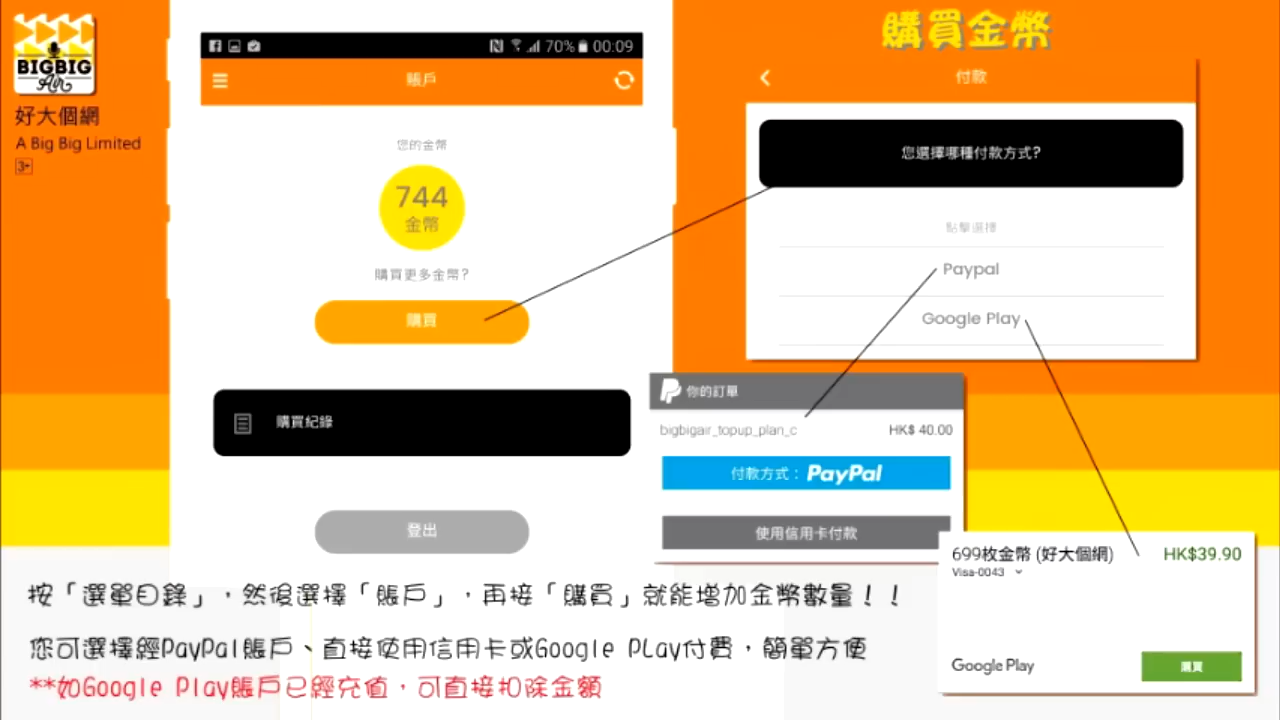 BIGBIG
Air
好大個網
A Big Big Limited
3+
70% 00:09
賬戶
您的金幣
744
金幣
購買更多金幣?
購買
購買紀錄
登出
購買金幣
付款
您選擇哪種付款方式?
點擊選擇
Paypal
Google Play
你的訂單
bigbigair_topup_plan_c HK$ 40.00
付款方式：PayPal
使用信用卡付款
699枚金幣 (好大個網) HK$39.90
Visa-0043
Google Play
購買
按「選單目錄」，然後選擇「賬戶」，再按「購買」就能增加金幣數量！！
您可選擇經PayPal賬戶、直接使用信用卡或Google PLay付費，簡單方便
**如Google Play賬戶已經充值，可直接扣除金額